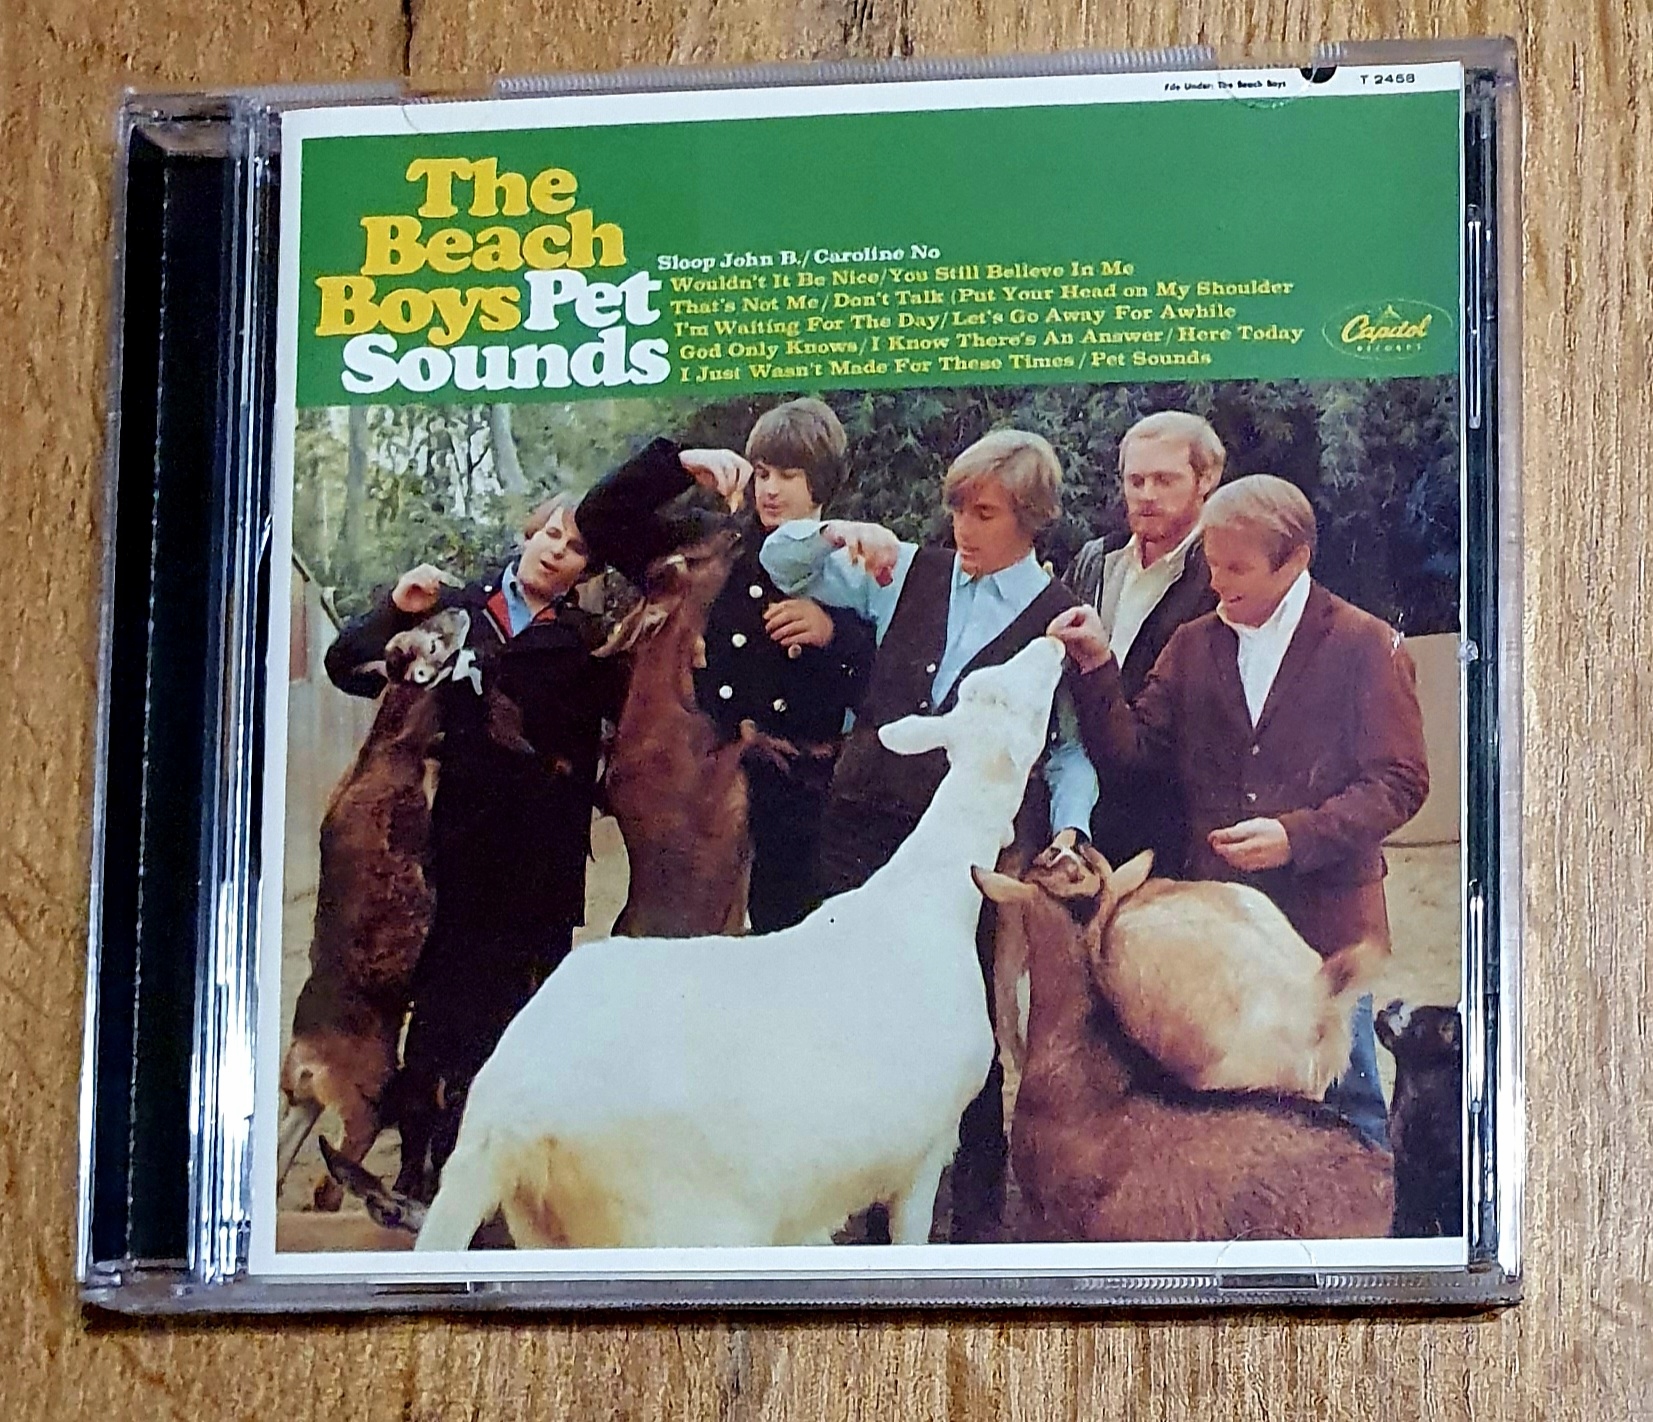 File Under: The Beach Boys T 2458
The
Beach
Boys Pet
Sounds
Sloop John B./Caroline No
Wouldn't It Be Nice/You Still Believe In Me
That's Not Me/Don't Talk (Put Your Head on My Shoulder
I'm Waiting For The Day/Let's Go Away For Awhile
God Only Knows/I Know There's An Answer/Here Today
I Just Wasn't Made For These Times/Pet Sounds
Capitol
RECORDS